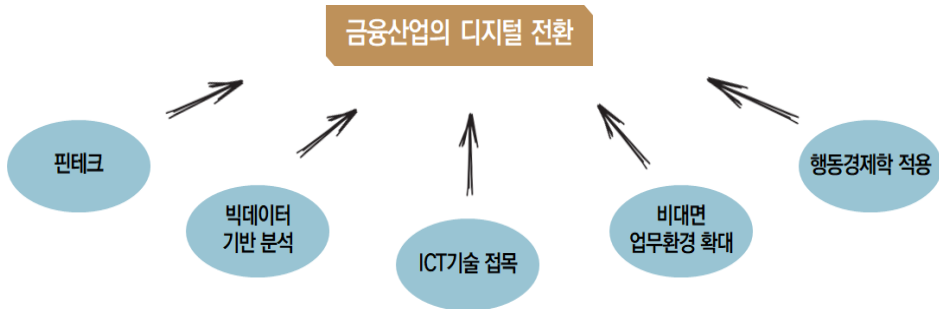 금융산업의 디지털 전환
핀테크
빅데이터
기반 분석
ICT기술 접목
비대면
업무환경 확대
행동경제학 적용